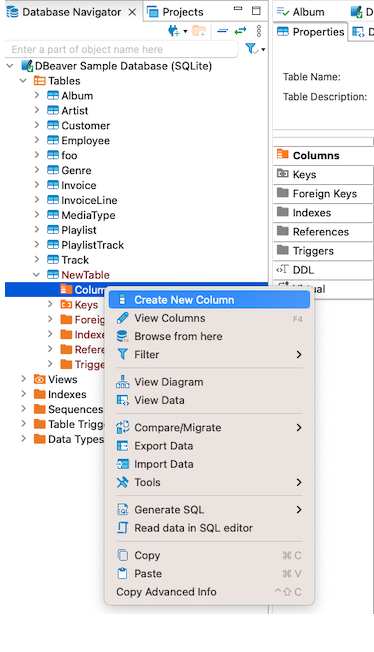 Database Navigator
Projects
Album
Enter a part of object name here
Properties
DBeaver Sample Database (SQLite)
Tables
Album
Artist
Customer
Employee
foo
Genre
Invoice
InvoiceLine
MediaType
Playlist
PlaylistTrack
Track
NewTable
Colum
Keys
Foreig
Indexe
Refere
Trigge
Views
Indexes
Sequences
Table Trigg
Data Types
Table Name:
Table Description:
Columns
Keys
Foreign Keys
Indexes
References
Triggers
DDL
Create New Column
View Columns F4
Browse from here
Filter
View Diagram
View Data
Compare/Migrate
Export Data
Import Data
Tools
Generate SQL
Read data in SQL editor
Copy ⌘ C
Paste ⌘ V
Copy Advanced Info ⌃⇧ C